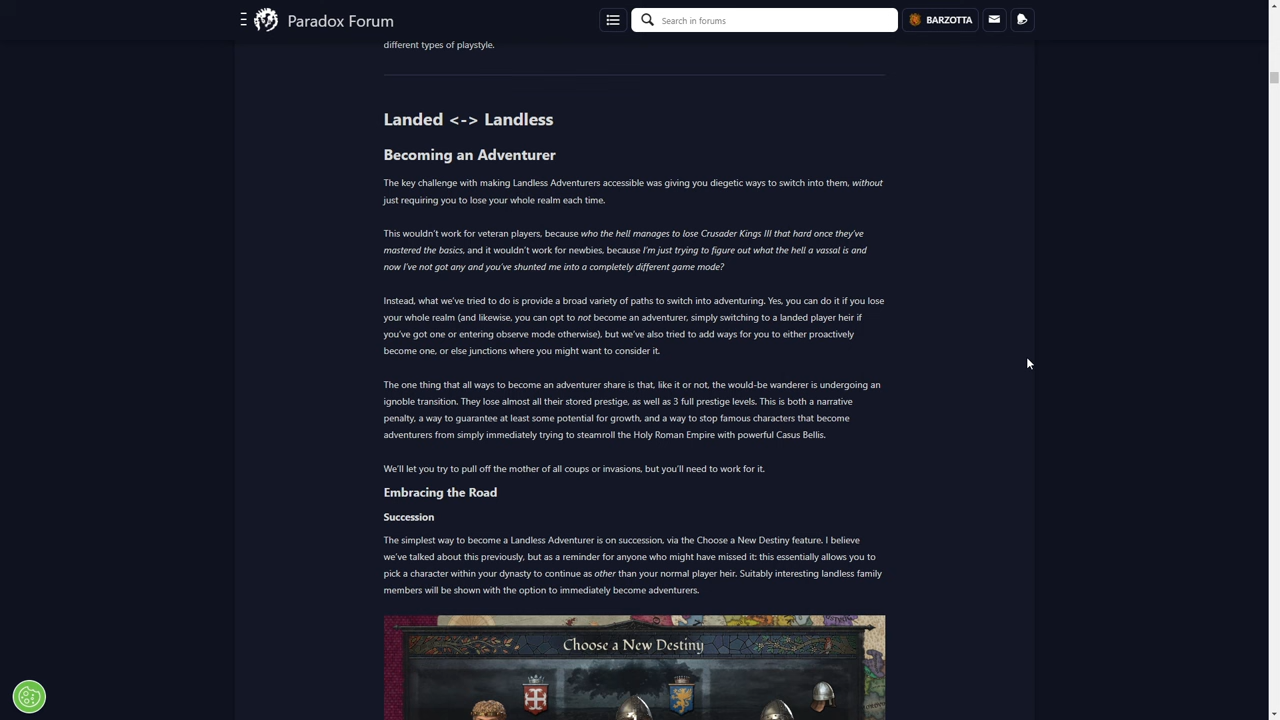 Paradox Forum
Search in forums
BARZOTTA
different types of playstyle.
Landed <-> Landless
Becoming an Adventurer
The key challenge with making Landless Adventurers accessible was giving you diegetic ways to switch into them, without
just requiring you to lose your whole realm each time.
This wouldn't work for veteran players, because who the hell manages to lose Crusader Kings III that hard once they've
mastered the basics, and it wouldn't work for newbies, because I'm just trying to figure out what the hell a vassal is and
now I've not got any and you've shunted me into a completely different game mode?
Instead, what we've tried to do is provide a broad variety of paths to switch into adventuring. Yes, you can do it if you lose
your whole realm (and likewise, you can opt to not become an adventurer, simply switching to a landed player heir if
you've got one or entering observe mode otherwise), but we've also tried to add ways for you to either proactively
become one, or else junctions where you might want to consider it.
The one thing that all ways to become an adventurer share is that, like it or not, the would-be wanderer is undergoing an
ignoble transition. They lose almost all their stored prestige, as well as 3 full prestige levels. This is both a narrative
penalty, a way to guarantee at least some potential for growth, and a way to stop famous characters that become
adventurers from simply immediately trying to steamroll the Holy Roman Empire with powerful Casus Bellis.
We'll let you try to pull off the mother of all coups or invasions, but you'll need to work for it.
Embracing the Road
Succession
The simplest way to become a Landless Adventurer is on succession, via the Choose a New Destiny feature. I believe
we've talked about this previously, but as a reminder for anyone who might have missed it: this essentially allows you to
pick a character within your dynasty to continue as other than your normal player heir. Suitably interesting landless family
members will be shown with the option to immediately become adventurers.
Choose a New Destiny